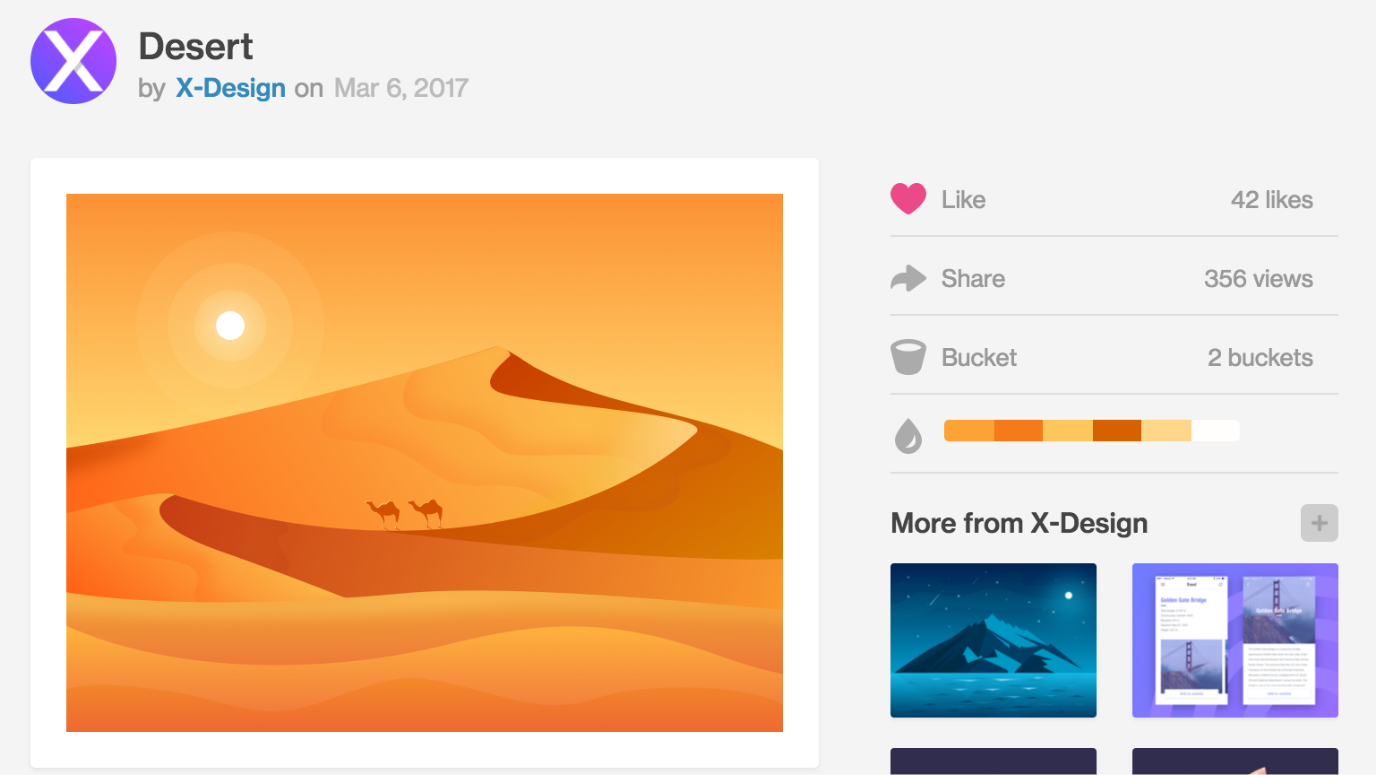 X
Desert
by X-Design on Mar 6, 2017
Like 42 likes
Share 356 views
Bucket 2 buckets
More from X-Design
Travel
Golden Gate Bridge
Golden Gate Bridge